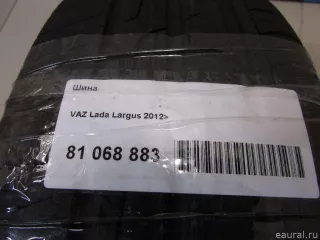 Шина
VAZ Lada Largus 2012>
81 068 883
eaural.ru